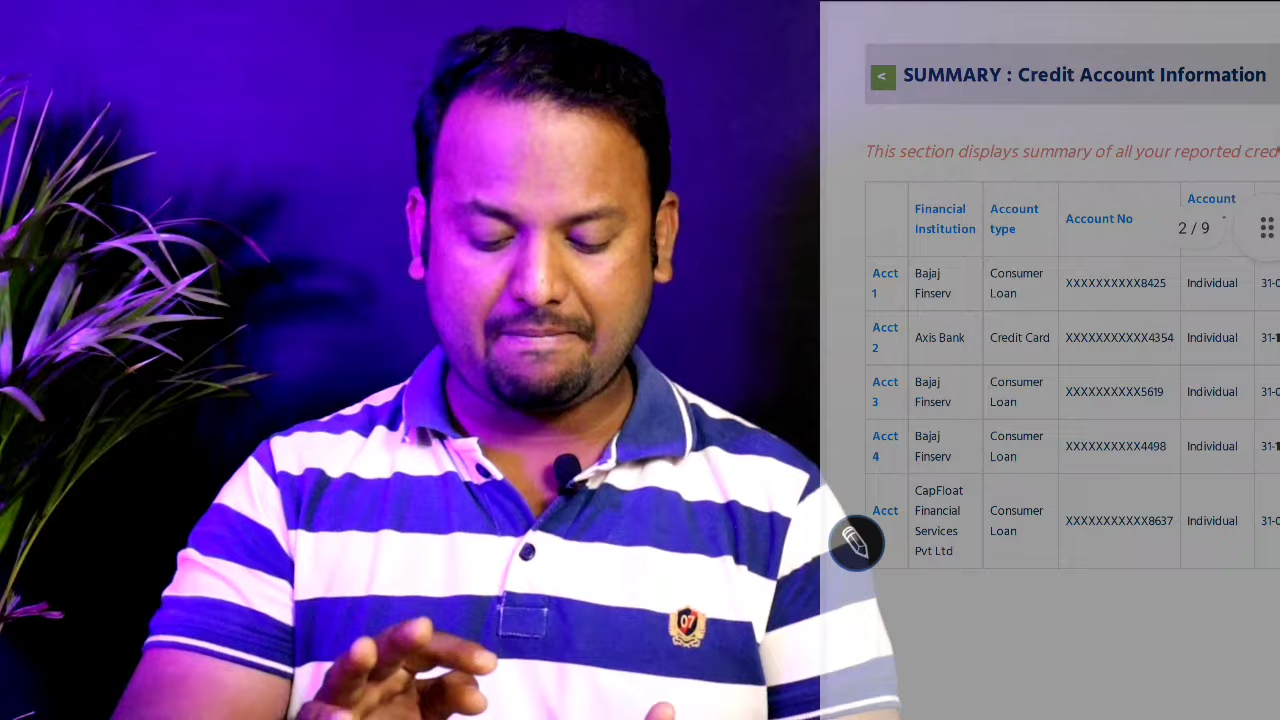 < SUMMARY : Credit Account Information
This section displays summary of all your reported
Financial Institution
Account type
Account No
Account
2 / 9
Acct 1
Bajaj Finserv
Consumer Loan
XXXXXXXXXX8425
Individual
Acct 2
Axis Bank
Credit Card
XXXXXXXXXXX4354
Individual
Acct 3
Bajaj Finserv
Consumer Loan
XXXXXXXXXX5619
Individual
Acct 4
Bajaj Finserv
Consumer Loan
XXXXXXXXXX4498
Individual
Acct
CapFloat Financial Services Pvt Ltd
Consumer Loan
XXXXXXXXXXX8637
Individual
07